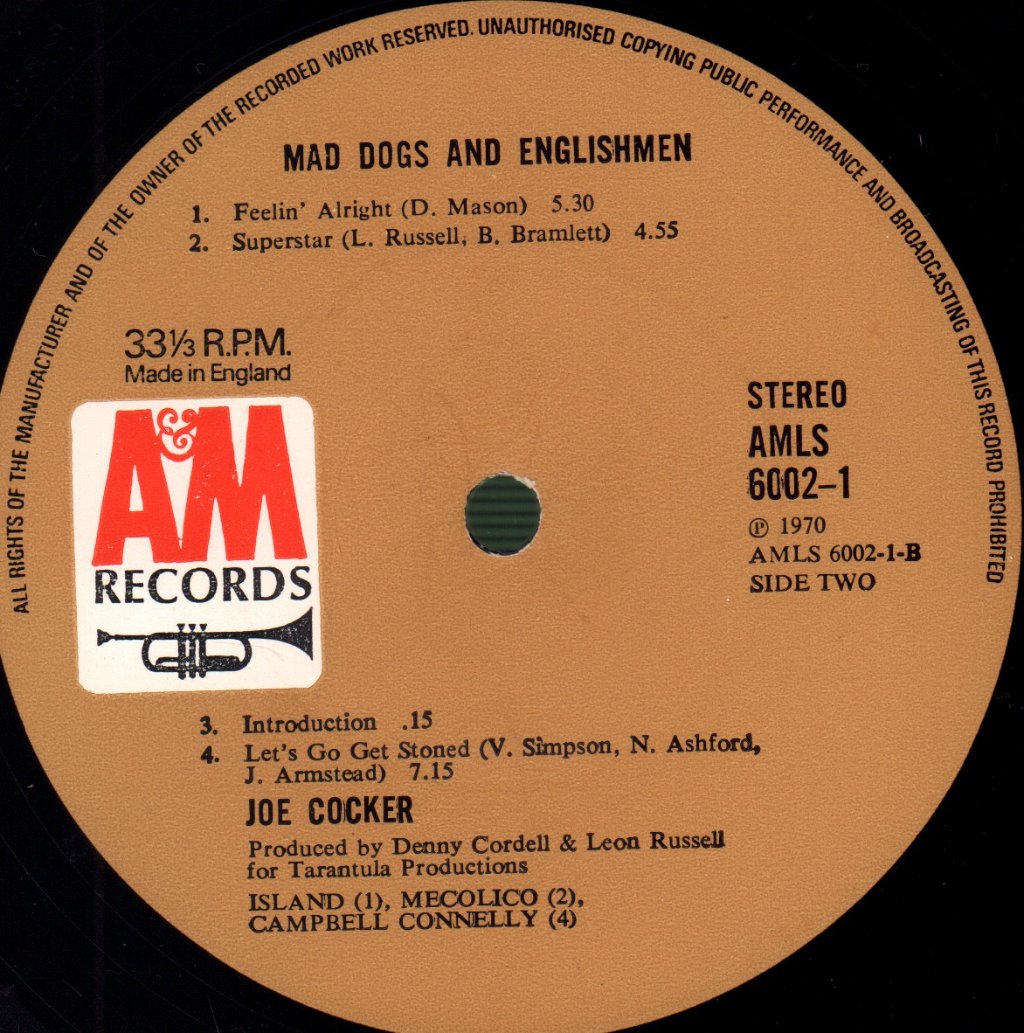 ALL RIGHTS OF THE MANUFACTURER AND OF THE OWNER OF THE RECORDED WORK RESERVED. UNAUTHORISED COPYING PUBLIC PERFORMANCE AND BROADCASTING OF THIS RECORD PROHIBITED
MAD DOGS AND ENGLISHMEN
1. Feelin' Alright (D. Mason) 5.30
2. Superstar (L. Russell, B. Bramlett) 4.55
33⅓ R.P.M.
Made in England
A&M
RECORDS
STEREO
AMLS
6002-1
℗ 1970
AMLS 6002-1-B
SIDE TWO
3. Introduction .15
4. Let's Go Get Stoned (V. Simpson, N. Ashford,
J. Armstead) 7.15
JOE COCKER
Produced by Denny Cordell & Leon Russell
for Tarantula Productions
ISLAND (1), MECOLICO (2),
CAMPBELL CONNELLY (4)